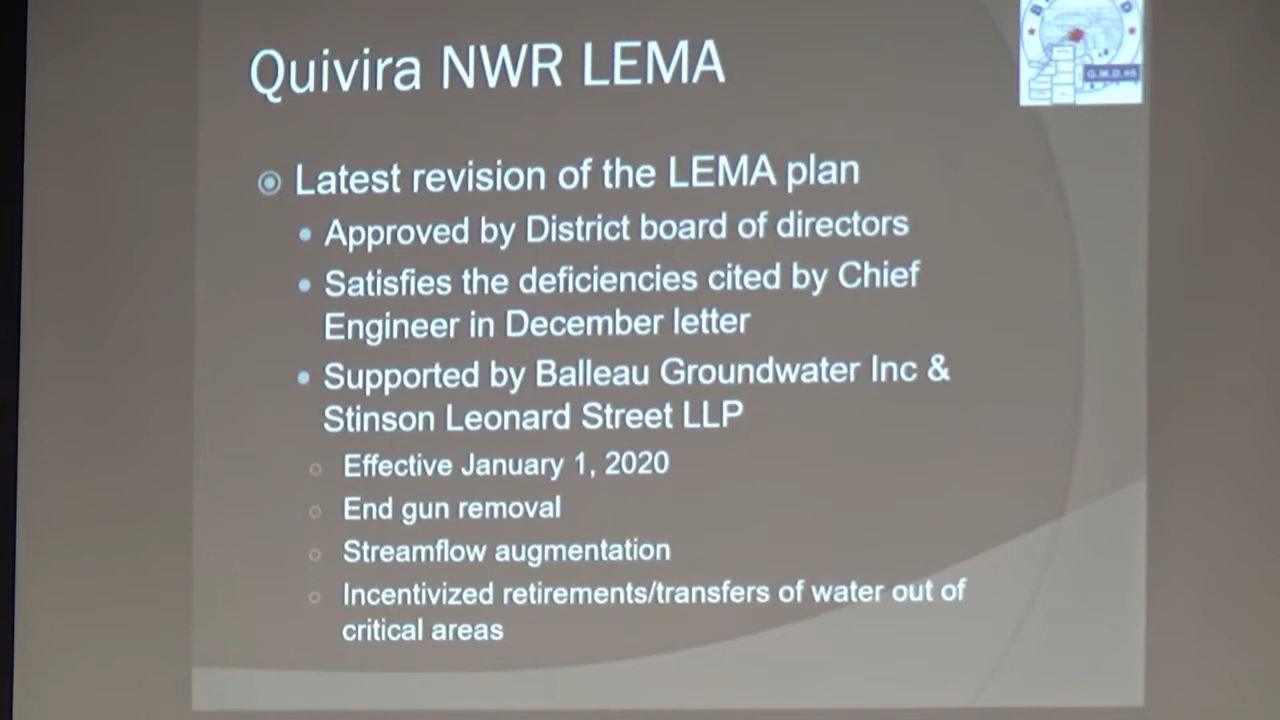 Quivira NWR LEMA
G.M.D.#5
Latest revision of the LEMA plan
Approved by District board of directors
Satisfies the deficiencies cited by Chief
Engineer in December letter
Supported by Balleau Groundwater Inc &
Stinson Leonard Street LLP
Effective January 1, 2020
End gun removal
Streamflow augmentation
Incentivized retirements/transfers of water out of
critical areas